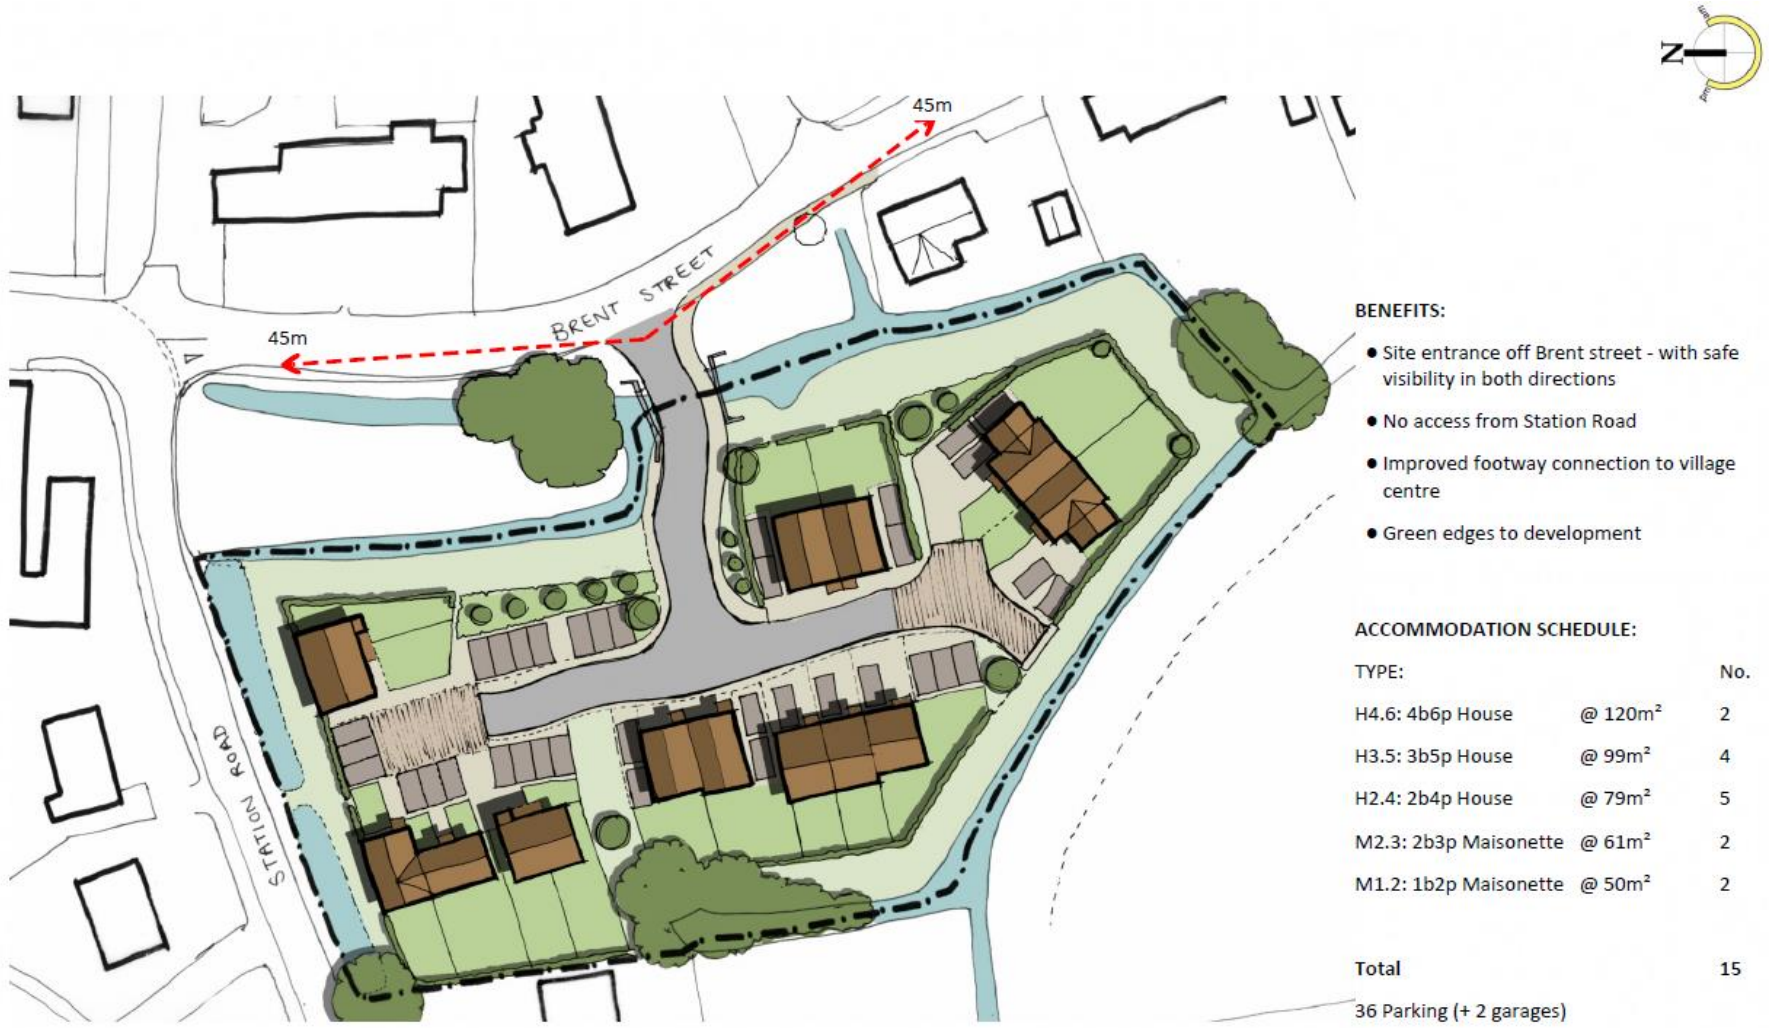 am
N
pm
45m
45m
BRENT STREET
STATION ROAD
BENEFITS:
● Site entrance off Brent street - with safe
visibility in both directions
● No access from Station Road
● Improved footway connection to village
centre
● Green edges to development
ACCOMMODATION SCHEDULE:
TYPE: No.
H4.6: 4b6p House @ 120m² 2
H3.5: 3b5p House @ 99m² 4
H2.4: 2b4p House @ 79m² 5
M2.3: 2b3p Maisonette @ 61m² 2
M1.2: 1b2p Maisonette @ 50m² 2
Total 15
36 Parking (+ 2 garages)